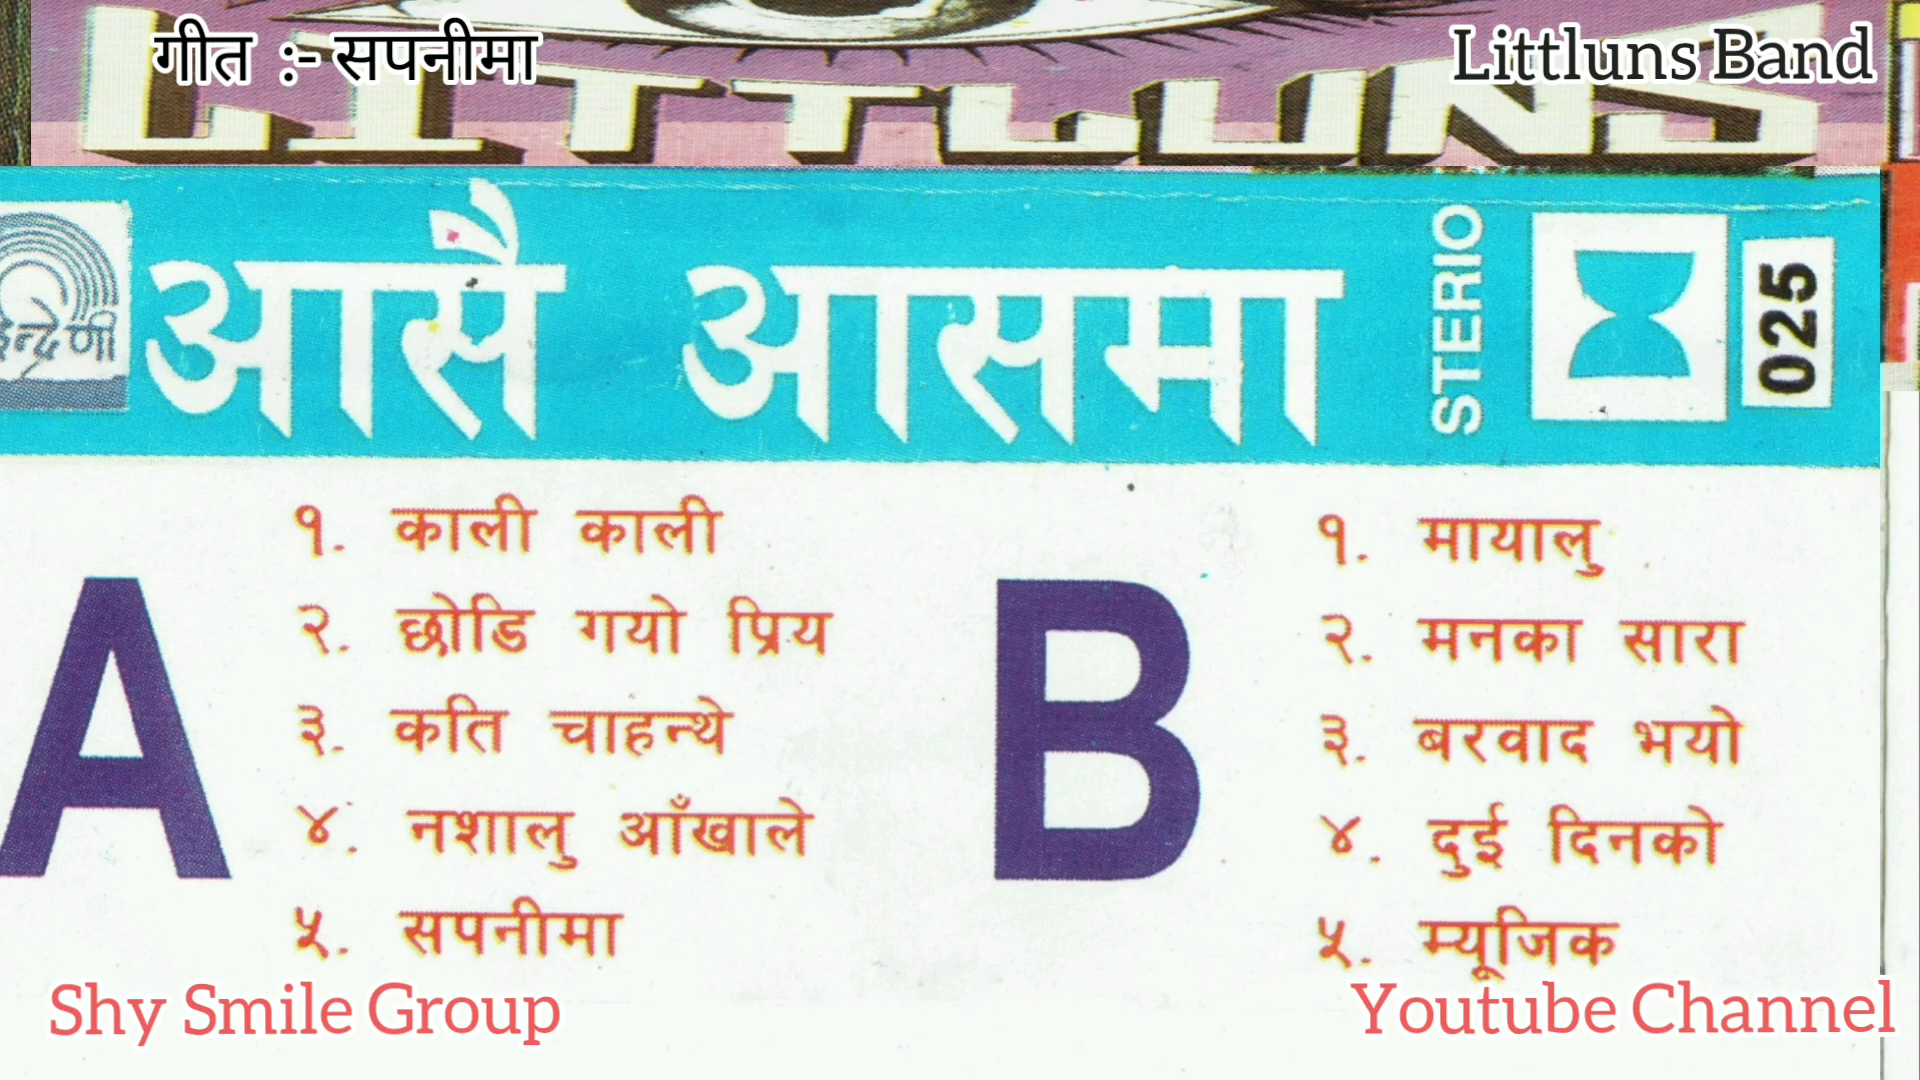 गीत :- सपनीमा
Littluns Band
LITTLUNS
इन्द्रेणी
आसै आसमा
STERIO
025
A
१. काली काली
२. छोडि गयो प्रिय
३. कति चाहन्थे
४. नशालु आँखाले
५. सपनीमा
B
१. मायालु
२. मनका सारा
३. बरवाद भयो
४. दुई दिनको
५. म्यूजिक
Shy Smile Group
Youtube Channel